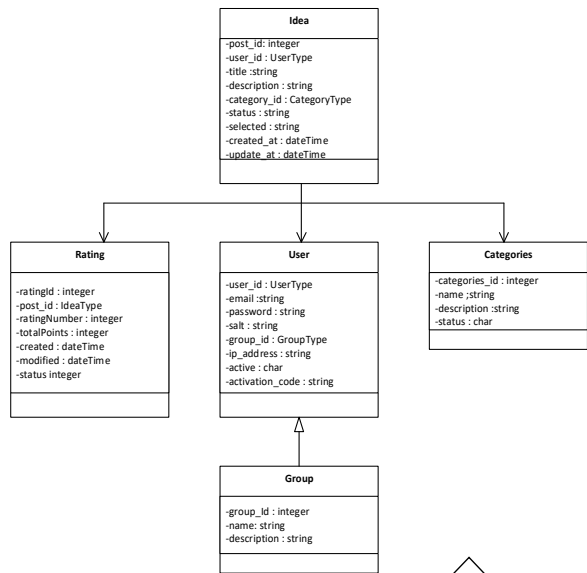 Idea
-post_id: integer
-user_id : UserType
-title :string
-description : string
-category_id : CategoryType
-status : string
-selected : string
-created_at : dateTime
-update_at : dateTime
Rating
-ratingId : integer
-post_id : IdeaType
-ratingNumber : integer
-totalPoints : integer
-created : dateTime
-modified : dateTime
-status integer
User
-user_id : UserType
-email :string
-password : string
-salt : string
-group_id : GroupType
-ip_address : string
-active : char
-activation_code : string
Categories
-categories_id : integer
-name ;string
-description :string
-status : char
Group
-group_Id : integer
-name: string
-description : string